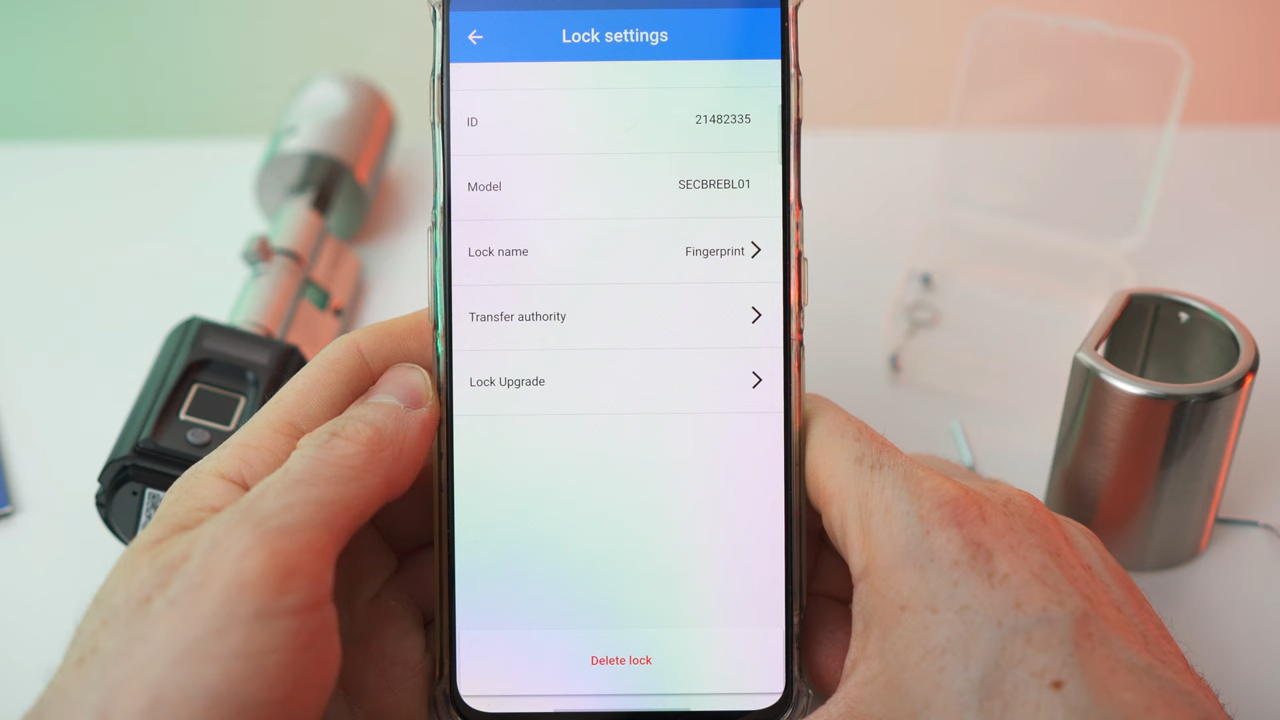 Lock settings
ID 21482335
Model SECBREBL01
Lock name Fingerprint
Transfer authority
Lock Upgrade
Delete lock